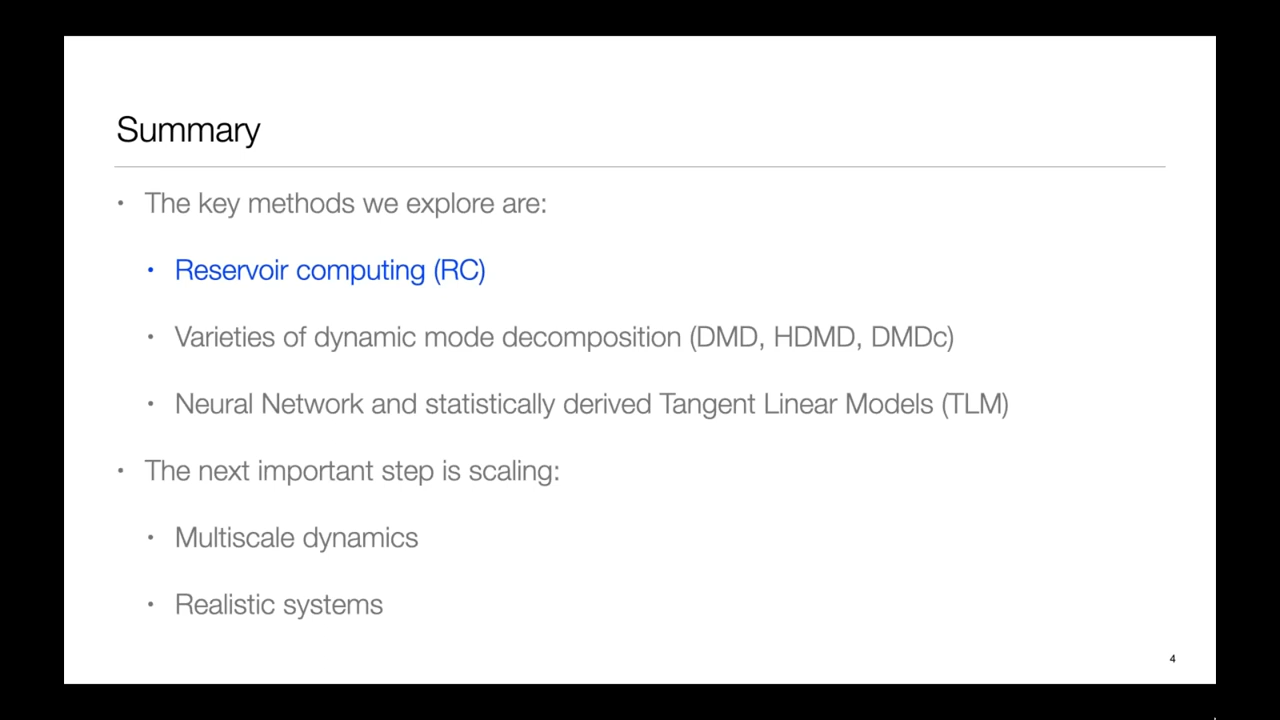 Summary
• The key methods we explore are:
• Reservoir computing (RC)
• Varieties of dynamic mode decomposition (DMD, HDMD, DMDc)
• Neural Network and statistically derived Tangent Linear Models (TLM)
• The next important step is scaling:
• Multiscale dynamics
• Realistic systems
4